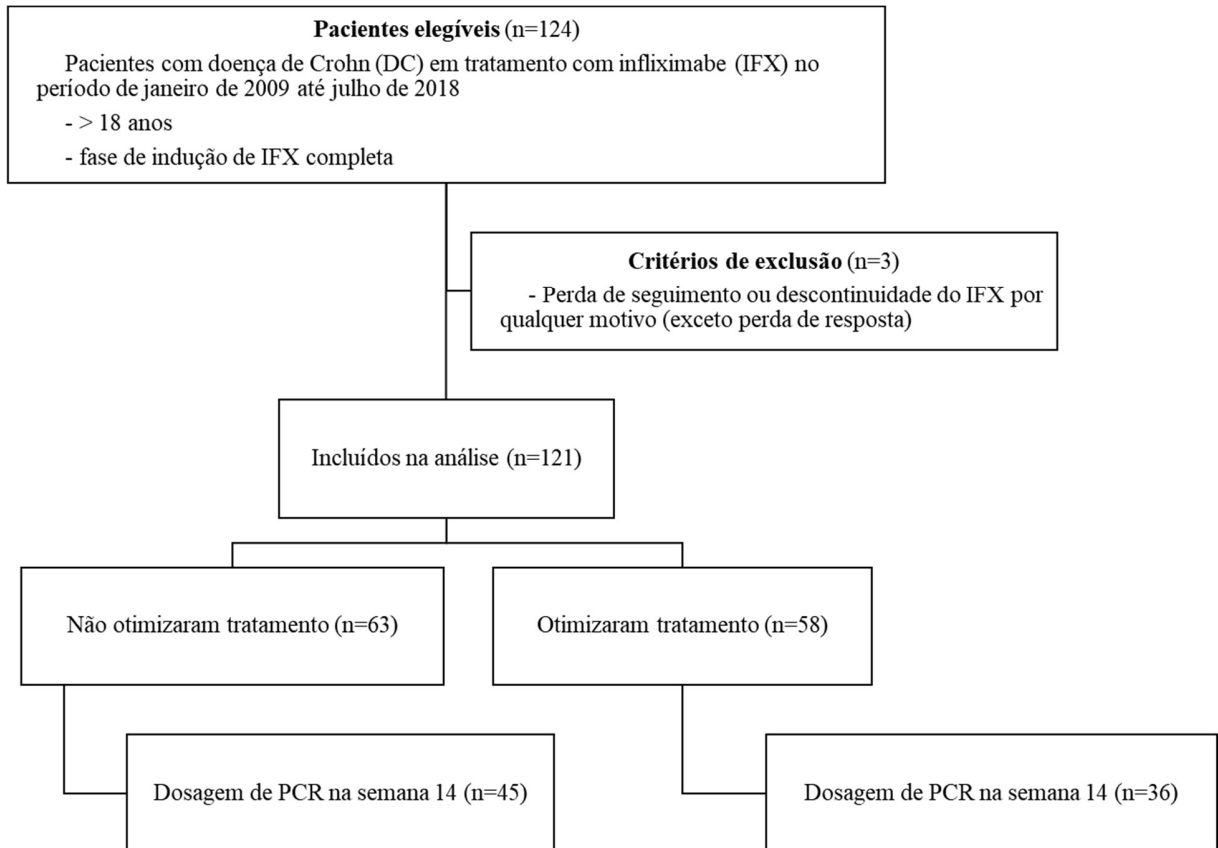 Pacientes elegíveis (n=124)
Pacientes com doença de Crohn (DC) em tratamento com infliximabe (IFX) no
período de janeiro de 2009 até julho de 2018
- > 18 anos
- fase de indução de IFX completa
Critérios de exclusão (n=3)
- Perda de seguimento ou descontinuidade do IFX por
qualquer motivo (exceto perda de resposta)
Incluídos na análise (n=121)
Não otimizaram tratamento (n=63)
Otimizaram tratamento (n=58)
Dosagem de PCR na semana 14 (n=45)
Dosagem de PCR na semana 14 (n=36)